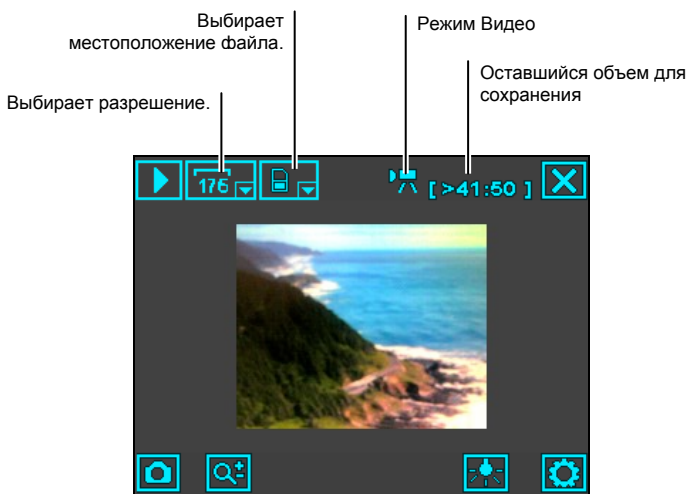 Выбирает
местоположение файла.
Режим Видео
Оставшийся объем для
сохранения
Выбирает разрешение.
176
[ >41:50 ]